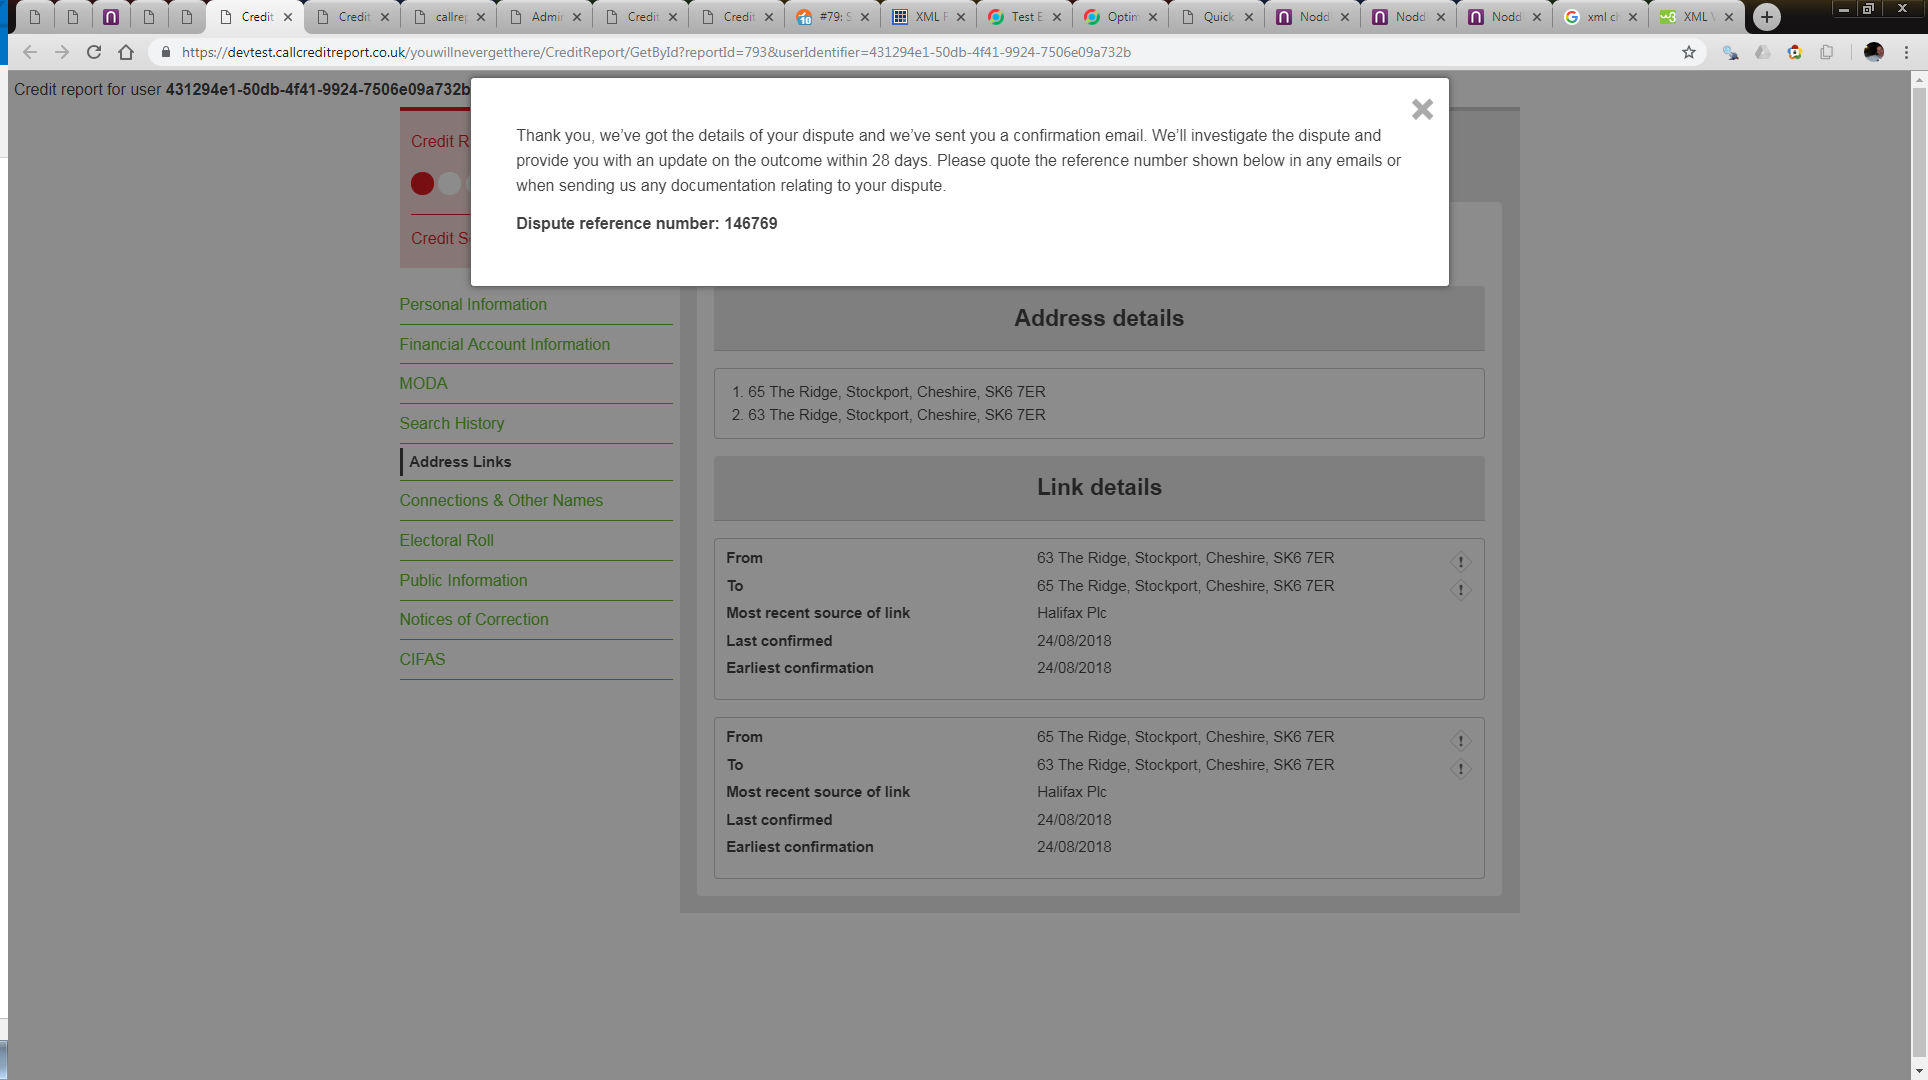 Credit
Credit
callrep
Admin
Credit
Credit
#79: S
XML F
Test E
Optim
Quick
Nodd
Nodd
Nodd
xml ch
XML V
https://devtest.callcreditreport.co.uk/youwillnevergetthere/CreditReport/GetById?reportId=793&userIdentifier=431294e1-50db-4f41-9924-7506e09a732b
Credit report for user 431294e1-50db-4f41-9924-7506e09a732b
Thank you, we've got the details of your dispute and we've sent you a confirmation email. We'll investigate the dispute and
provide you with an update on the outcome within 28 days. Please quote the reference number shown below in any emails or
when sending us any documentation relating to your dispute.
Dispute reference number: 146769
Credit R
Credit S
Personal Information
Financial Account Information
MODA
Search History
Address Links
Connections & Other Names
Electoral Roll
Public Information
Notices of Correction
CIFAS
Address details
1. 65 The Ridge, Stockport, Cheshire, SK6 7ER
2. 63 The Ridge, Stockport, Cheshire, SK6 7ER
Link details
From 63 The Ridge, Stockport, Cheshire, SK6 7ER
To 65 The Ridge, Stockport, Cheshire, SK6 7ER
Most recent source of link Halifax Plc
Last confirmed 24/08/2018
Earliest confirmation 24/08/2018
From 65 The Ridge, Stockport, Cheshire, SK6 7ER
To 63 The Ridge, Stockport, Cheshire, SK6 7ER
Most recent source of link Halifax Plc
Last confirmed 24/08/2018
Earliest confirmation 24/08/2018